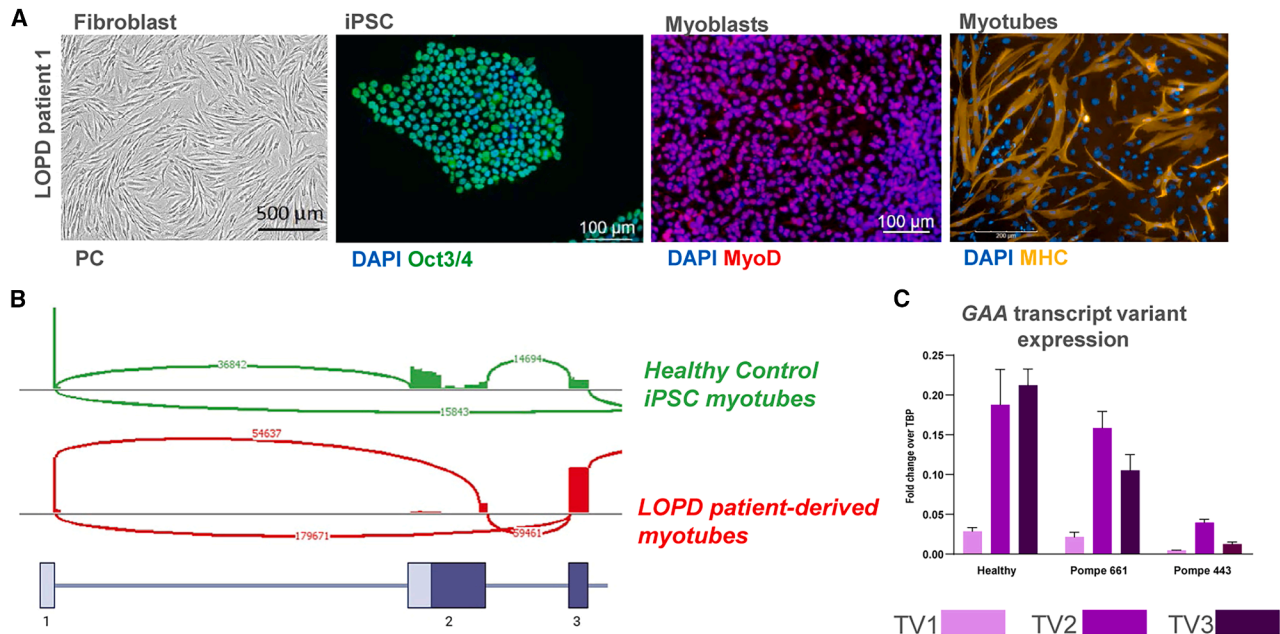 A
Fibroblast
iPSC
Myoblasts
Myotubes
LOPD patient 1
500 µm
100 µm
100 µm
200 µm
PC
DAPI Oct3/4
DAPI MyoD
DAPI MHC
B
36842
14694
15843
Healthy Control
iPSC myotubes
54637
179671
59461
LOPD patient-derived
myotubes
1
2
3
C
GAA transcript variant
expression
Fold change over TBP
0.25
0.20
0.15
0.10
0.05
0.00
Healthy
Pompe 661
Pompe 443
TV1
TV2
TV3